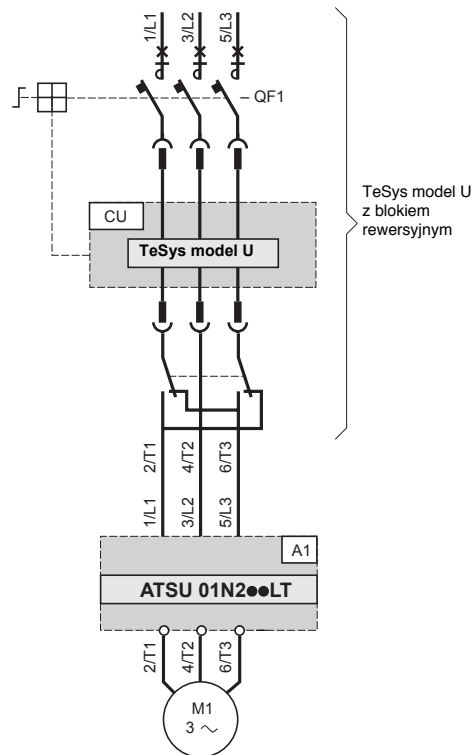 1/L1 3/L2 5/L3
QF1
TeSys model U
z blokiem
rewersyjnym
CU
TeSys model U
2/T1 4/T2 6/T3
1/L1 3/L2 5/L3
A1
ATSU 01N2●●LT
2/T1 4/T2 6/T3
M1
3 ~